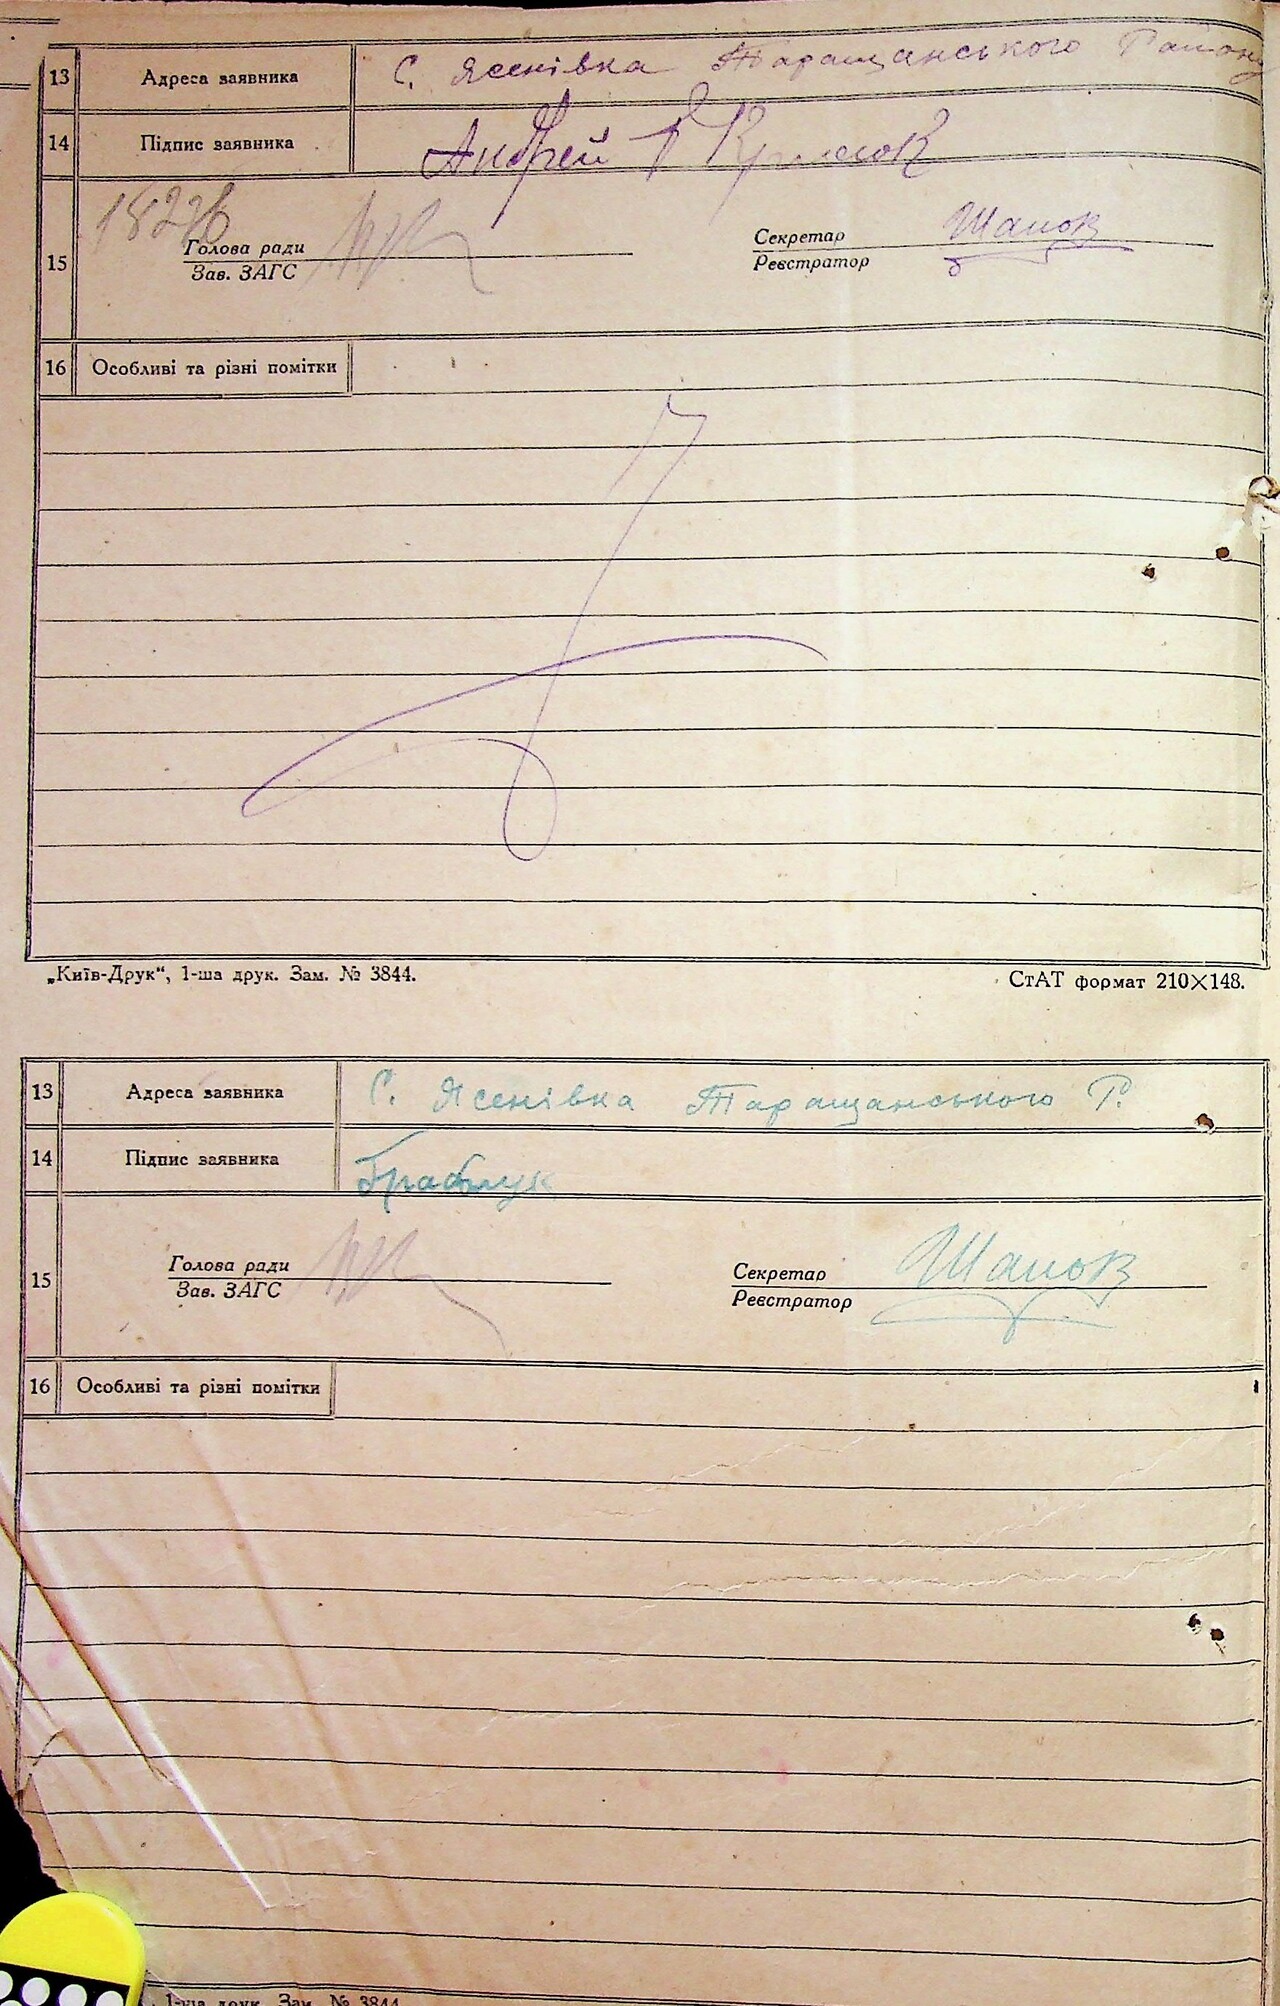 13 Адреса заявника С. Ясенівка Таращанського Району
14 Підпис заявника Андрей
Голова ради Секретар Шапов
15 Зав. ЗАГС Реєстратор
16 Особливі та різні помітки
„Київ-Друк“, 1-ша друк. Зам. № 3844. СтАТ формат 210×148.
13 Адреса заявника С. Ясенівка Таращанського Р.
14 Підпис заявника
Голова ради Секретар Шапов
15 Зав. ЗАГС Реєстратор
16 Особливі та різні помітки
1-ша друк. Зам. № 3844